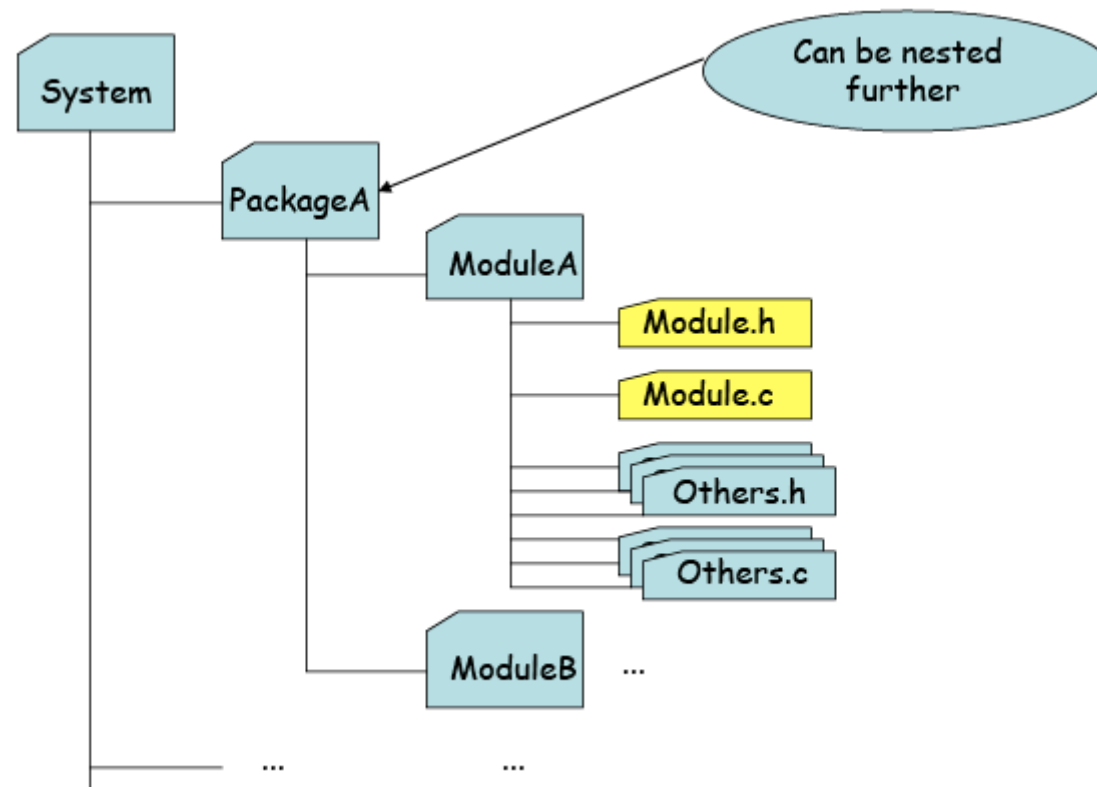 Can be nested
further
System
PackageA
ModuleA
Module.h
Module.c
Others.h
Others.c
ModuleB ...
... ...